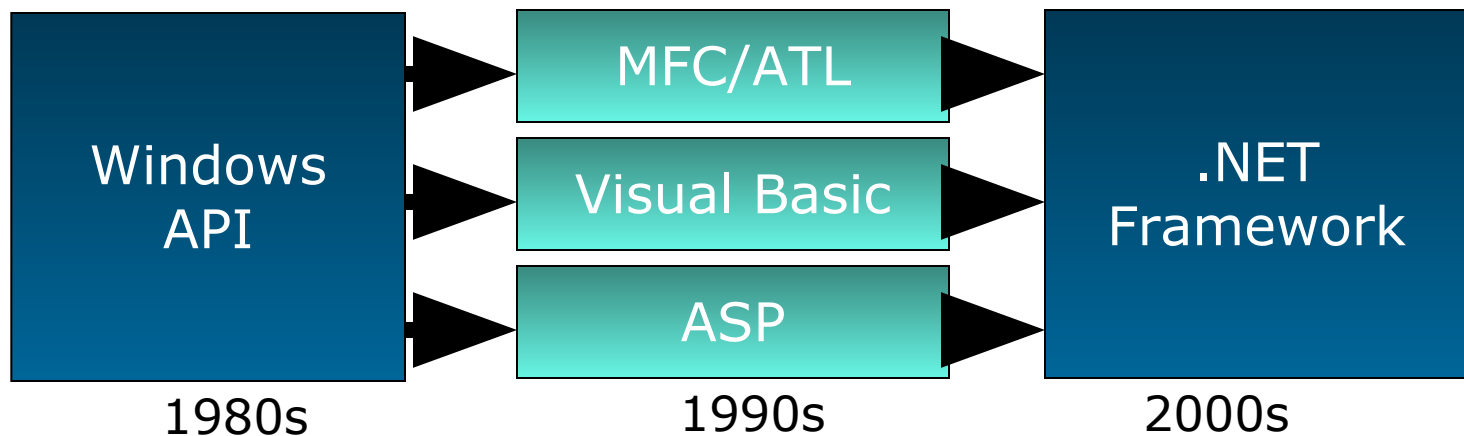 Windows
API
1980s
MFC/ATL
Visual Basic
ASP
1990s
.NET
Framework
2000s